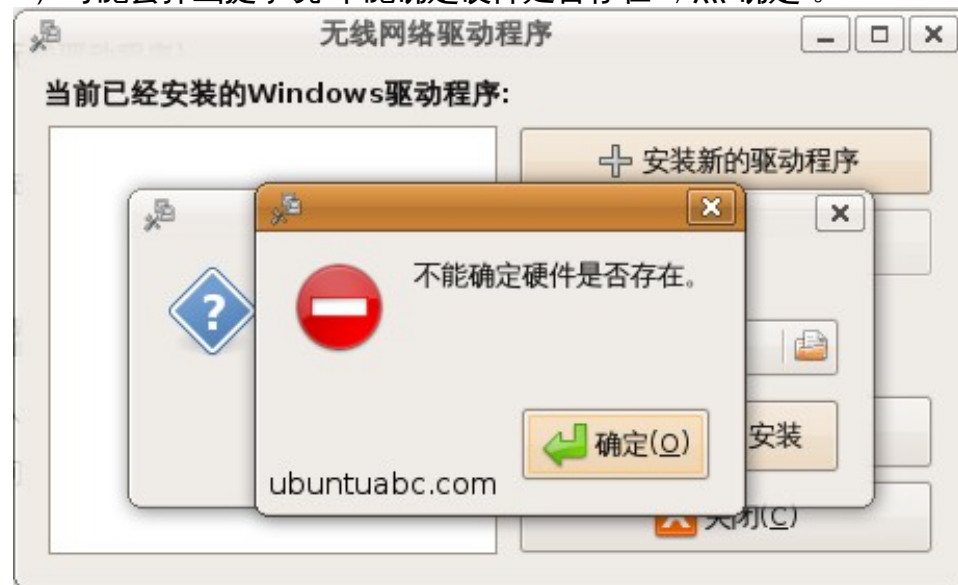 无线网络驱动程序
当前已经安装的Windows驱动程序:
安装新的驱动程序
不能确定硬件是否存在。
确定(O)
安装
ubuntuabc.com
关闭(C)